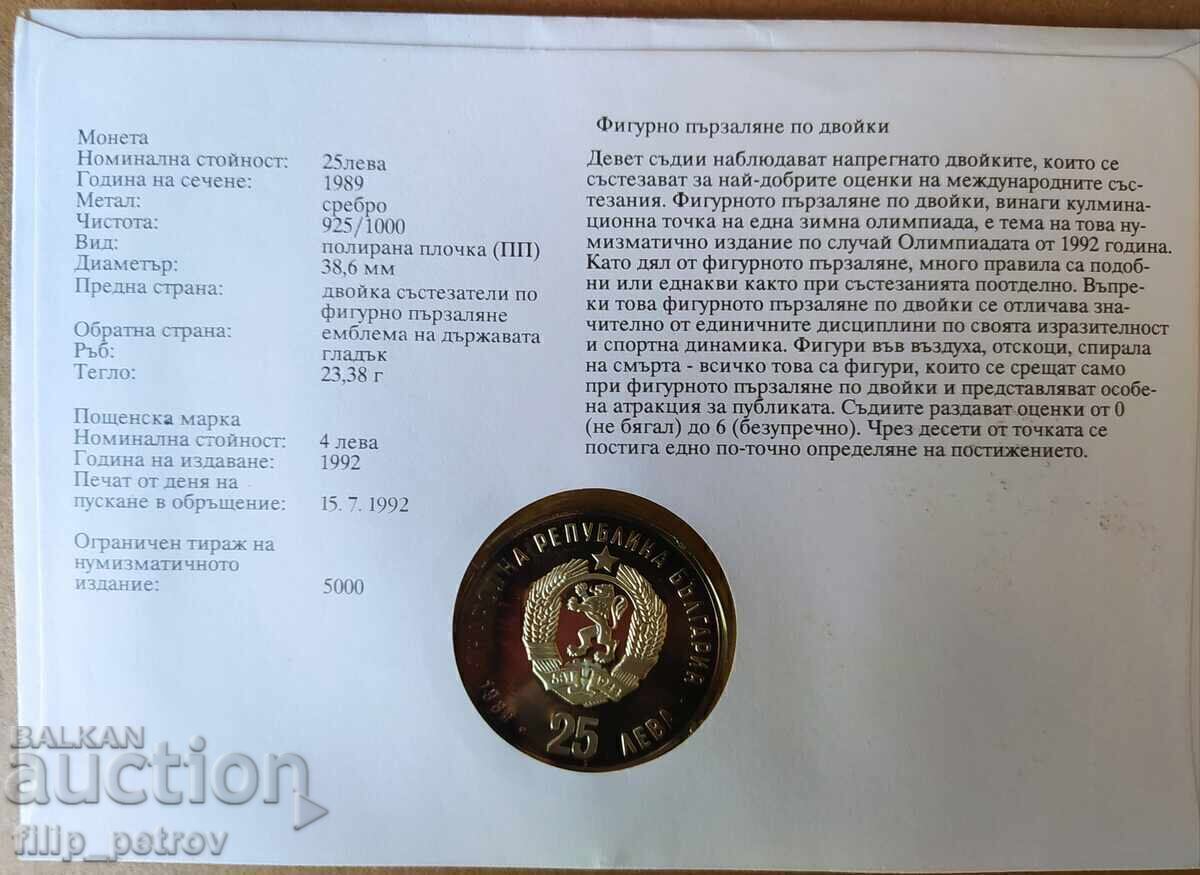 Монета
Номинална стойност: 25лева
Година на сечене: 1989
Метал: сребро
Чистота: 925/1000
Вид: полирана плочка (ПП)
Диаметър: 38,6 мм
Предна страна: двойка състезатели по
фигурно пързаляне
Обратна страна: емблема на държавата
Ръб: гладък
Тегло: 23,38 г
Пощенска марка
Номинална стойност: 4 лева
Година на издаване: 1992
Печат от деня на
пускане в обръщение: 15. 7. 1992
Ограничен тираж на
нумизматичното
издание: 5000
Фигурно пързаляне по двойки
Девет съдии наблюдават напрегнато двойките, които се
състезават за най-добрите оценки на международните със-
тезания. Фигурното пързаляне по двойки, винаги кулмина-
ционна точка на една зимна олимпиада, е тема на това ну-
мизматично издание по случай Олимпиадата от 1992 година.
Като дял от фигурното пързаляне, много правила са подоб-
ни или еднакви както при състезанията поотделно. Въпре-
ки това фигурното пързаляне по двойки се отличава зна-
чително от единичните дисциплини по своята изразителност
и спортна динамика. Фигури във въздуха, отскоци, спирала
на смърта - всичко това са фигури, които се срещат само
при фигурното пързаляне по двойки и представляват особе-
на атракция за публиката. Съдиите раздават оценки от 0
(не бягал) до 6 (безупречно). Чрез десети от точката се
постига едно по-точно определяне на постижението.
НАРОДНА РЕПУБЛИКА БЪЛГАРИЯ
681 1944
1989
25 ЛЕВА
BALKAN
auction
filip_petrov